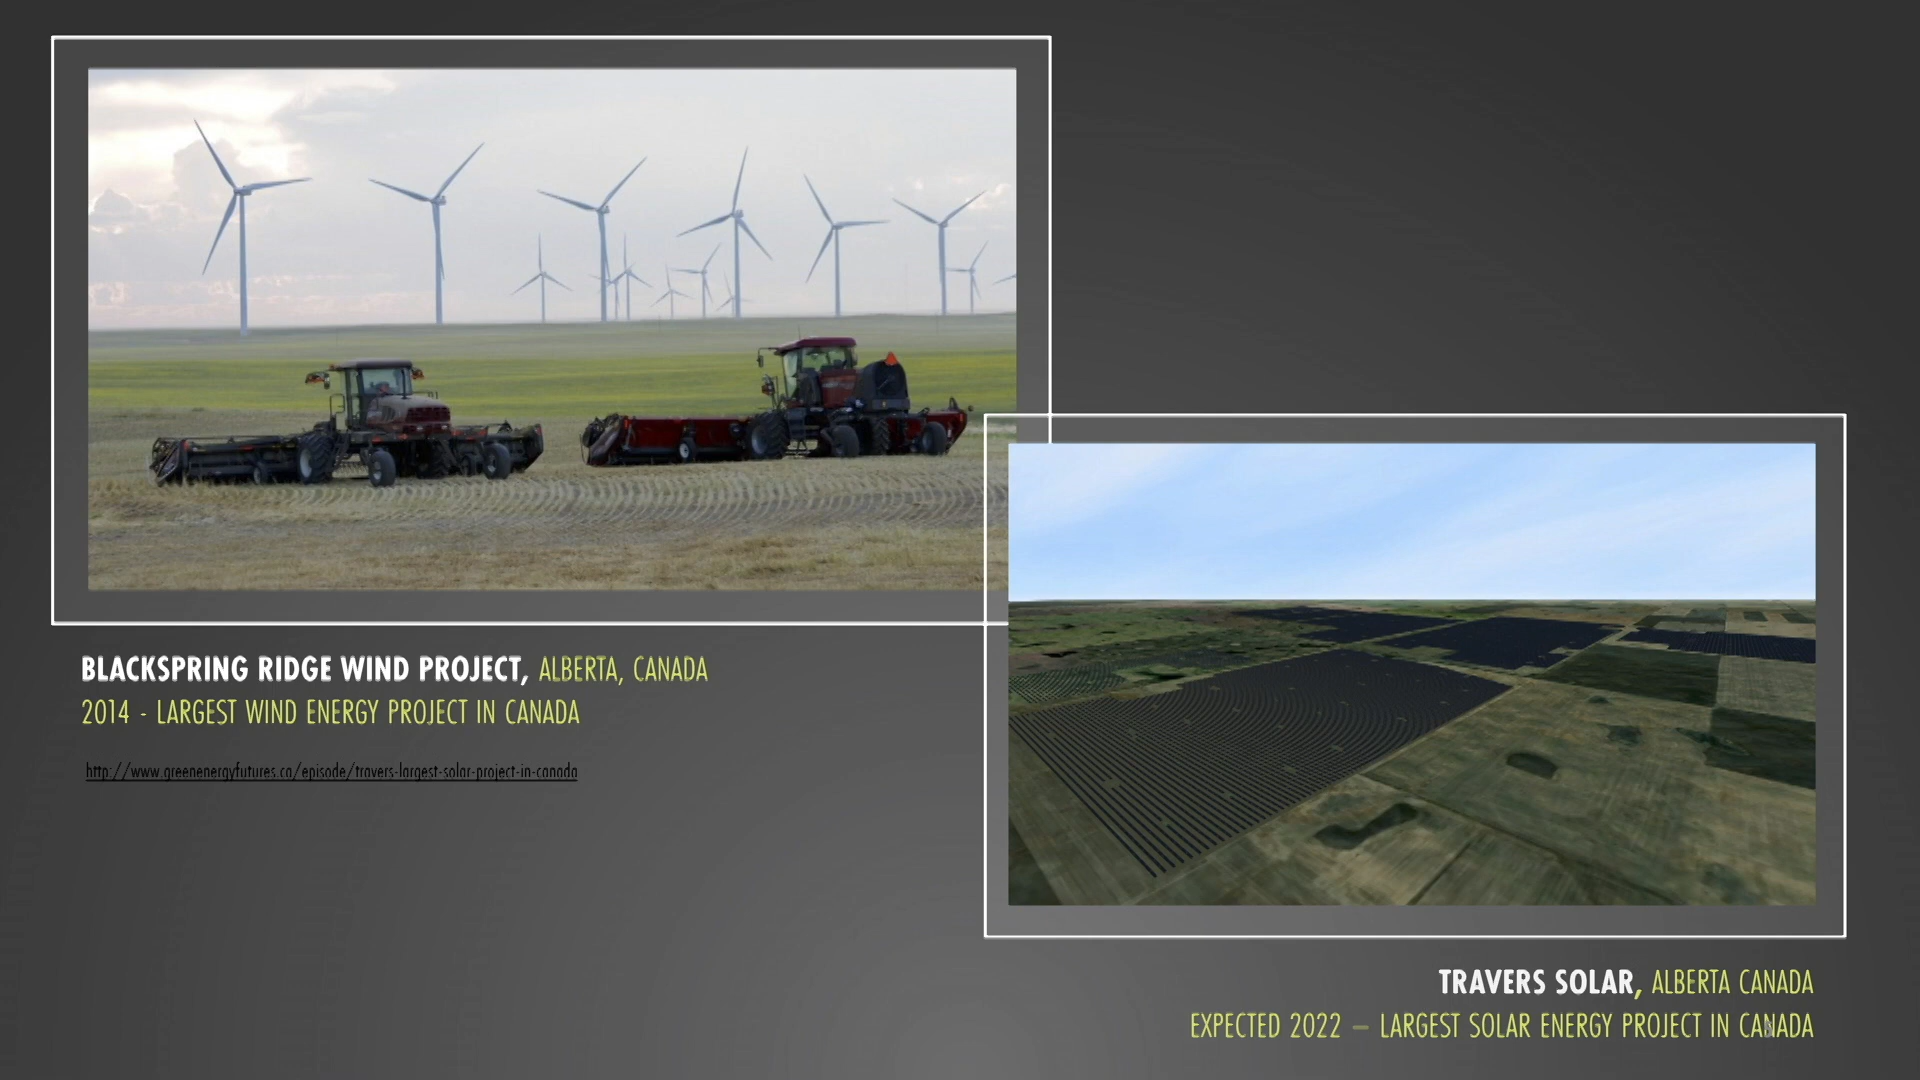 BLACKSPRING RIDGE WIND PROJECT, ALBERTA, CANADA
2014 - LARGEST WIND ENERGY PROJECT IN CANADA
http://www.greenenergyfutures.ca/episode/travers-largest-solar-project-in-canada
TRAVERS SOLAR, ALBERTA CANADA
EXPECTED 2022 – LARGEST SOLAR ENERGY PROJECT IN CANADA